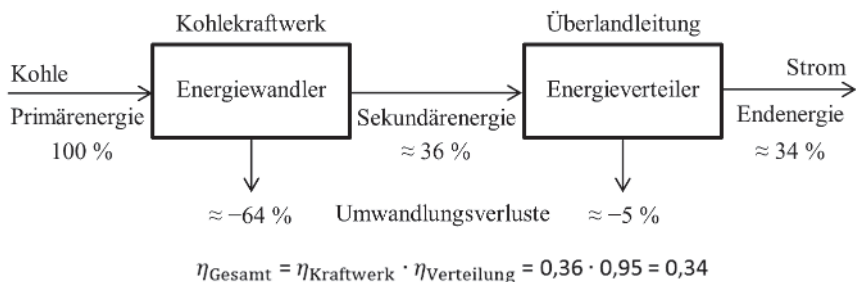 Kohlekraftwerk
Überlandleitung
Kohle
Energiewandler
Energieverteiler
Strom
Primärenergie
Sekundärenergie
Endenergie
100 %
≈ 36 %
≈ 34 %
≈ −64 % Umwandlungsverluste ≈ −5 %
η_Gesamt = η_Kraftwerk · η_Verteilung = 0,36 · 0,95 = 0,34